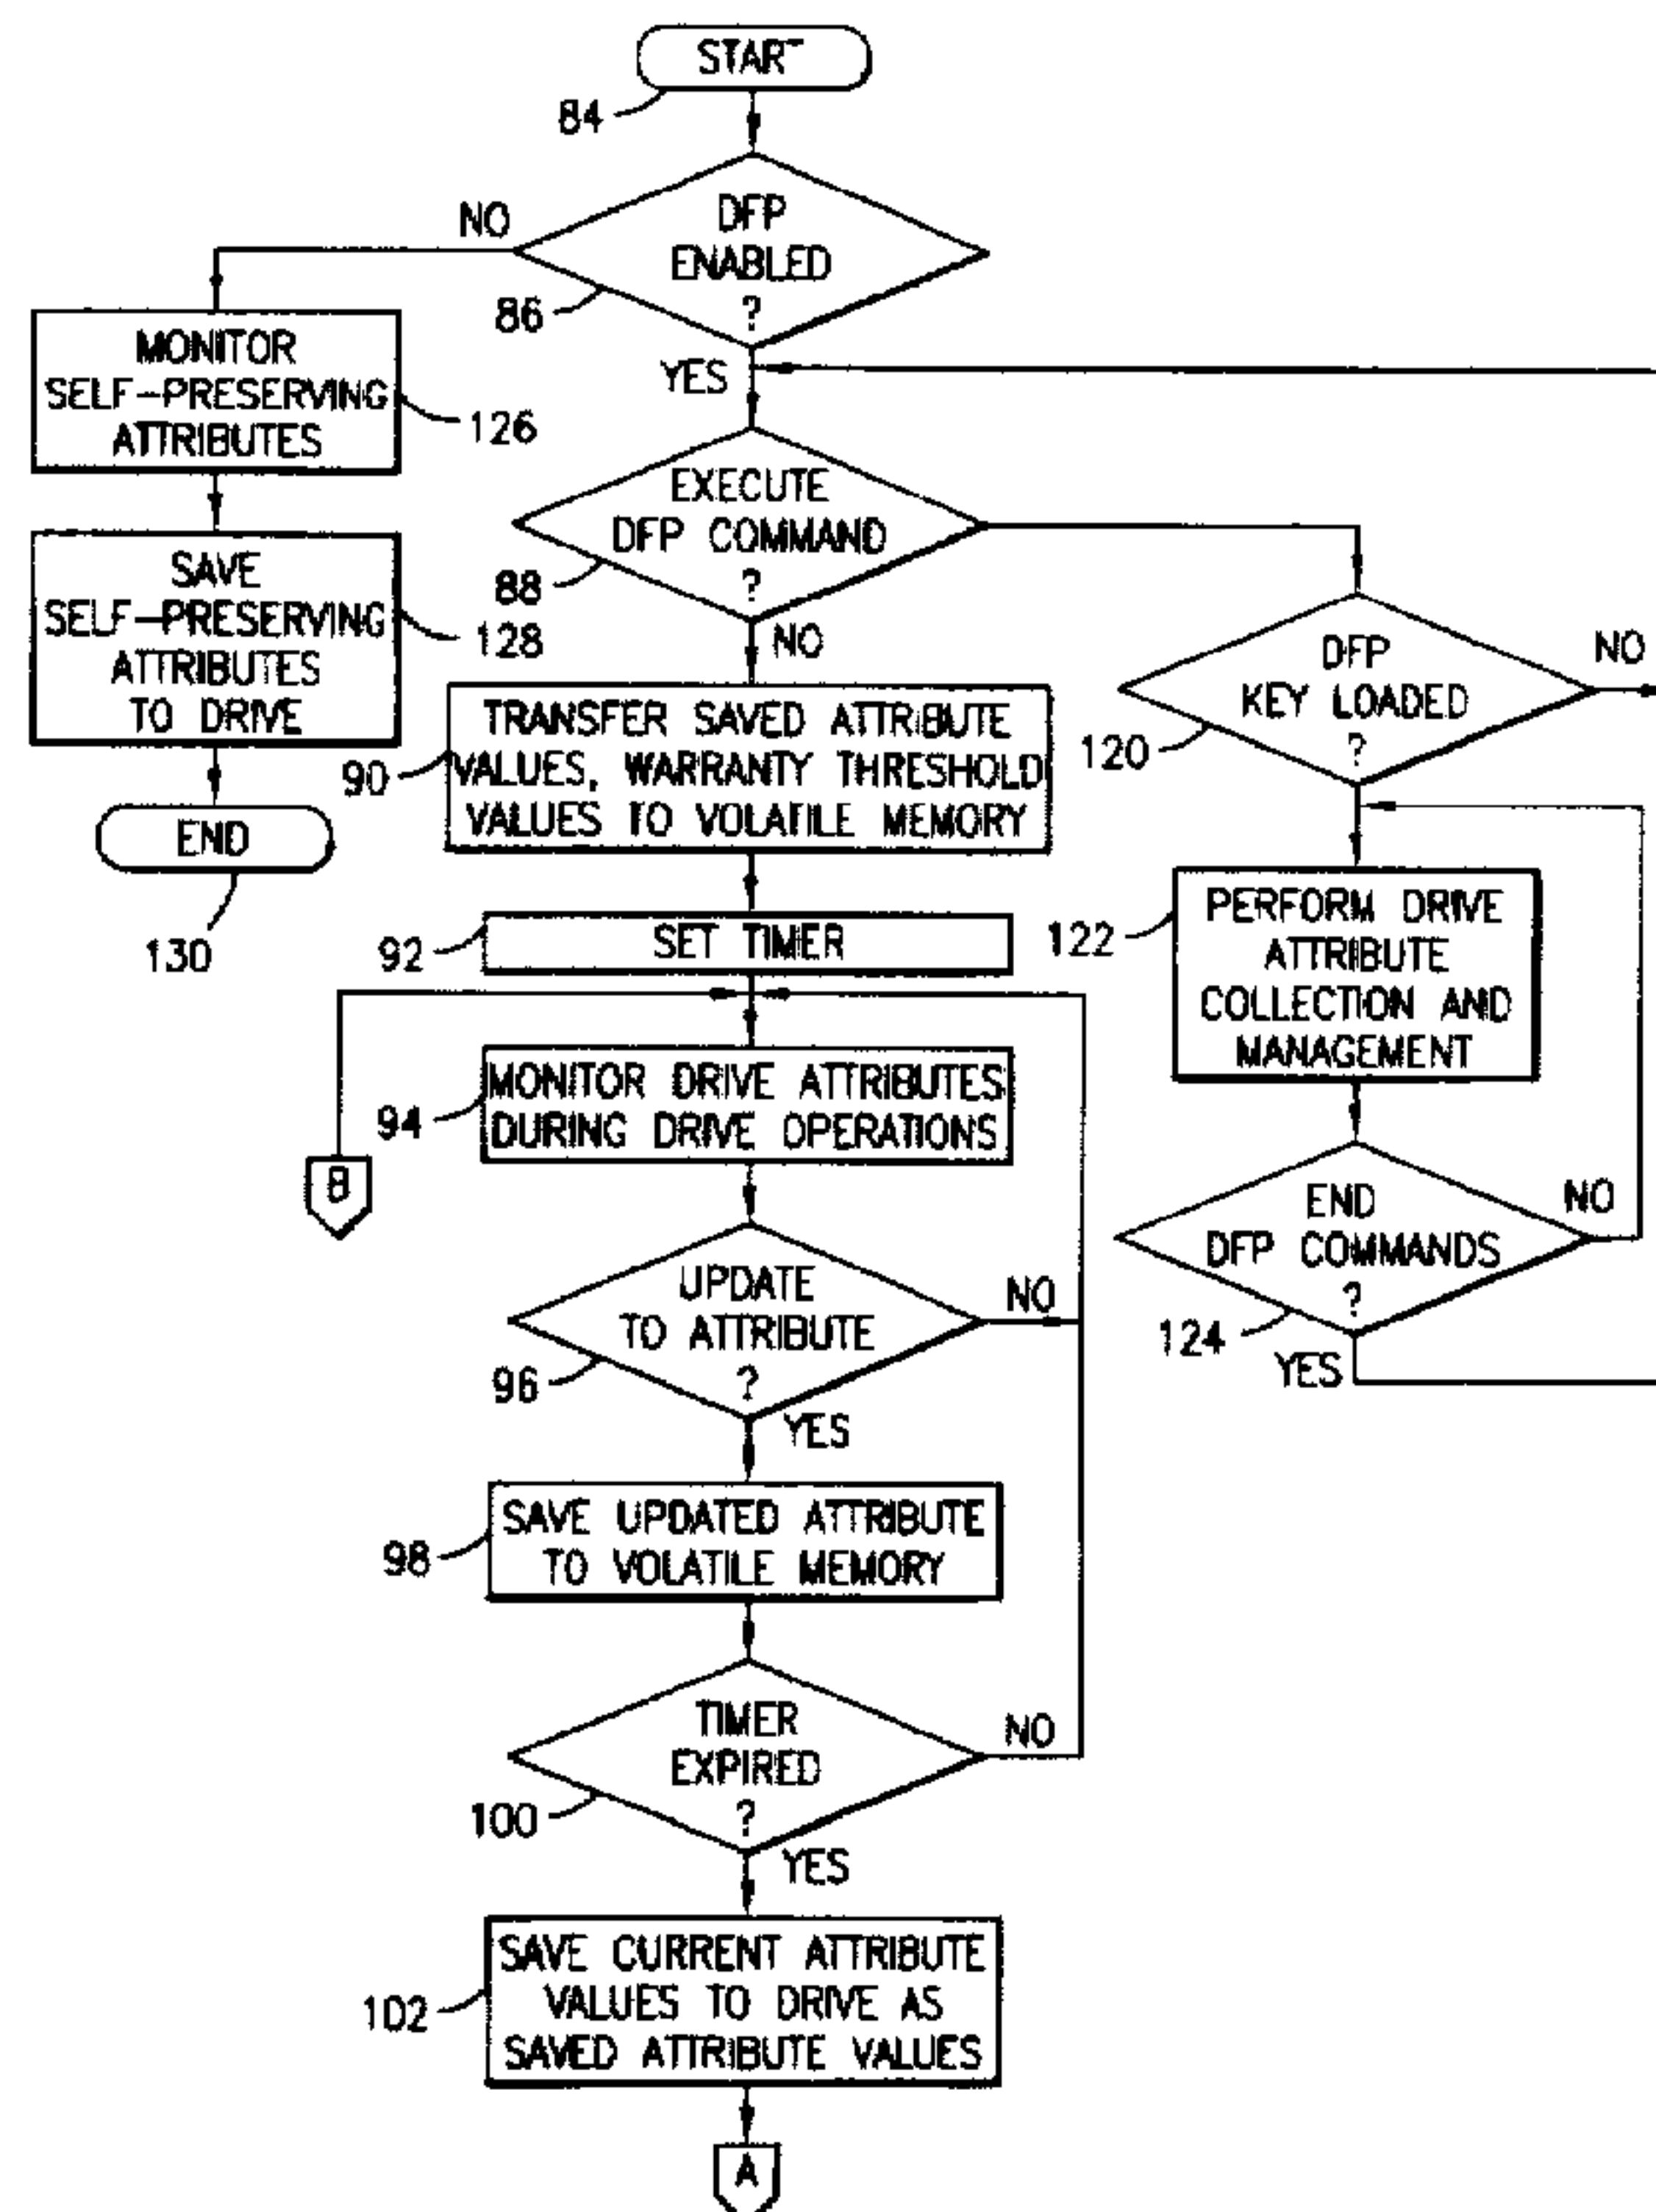 START
84
DFP
ENABLED
?
86
NO
YES
MONITOR
SELF-PRESERVING
ATTRIBUTES
126
SAVE
SELF-PRESERVING
ATTRIBUTES
TO DRIVE
128
END
130
EXECUTE
DFP COMMAND
?
88
NO
TRANSFER SAVED ATTRIBUTE
VALUES, WARRANTY THRESHOLD
VALUES TO VOLATILE MEMORY
90
SET TIMER
92
MONITOR DRIVE ATTRIBUTES
DURING DRIVE OPERATIONS
94
B
UPDATE
TO ATTRIBUTE
?
96
NO
YES
SAVE UPDATED ATTRIBUTE
TO VOLATILE MEMORY
98
TIMER
EXPIRED
?
100
NO
YES
SAVE CURRENT ATTRIBUTE
VALUES TO DRIVE AS
SAVED ATTRIBUTE VALUES
102
A
DFP
KEY LOADED
?
120
NO
PERFORM DRIVE
ATTRIBUTE
COLLECTION AND
MANAGEMENT
122
END
DFP COMMANDS
?
124
NO
YES